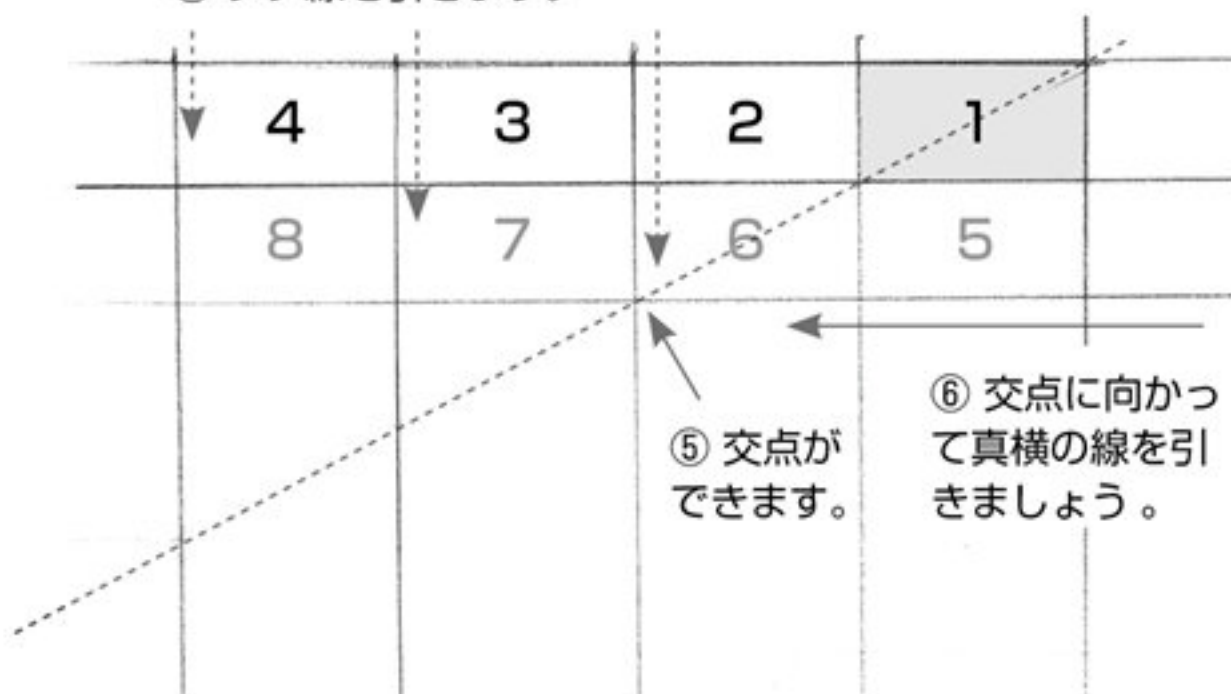 4 3 2 1
8 7 6 5
⑤ 交点が
できます。
⑥ 交点に向かっ
て真横の線を引
きましょう。